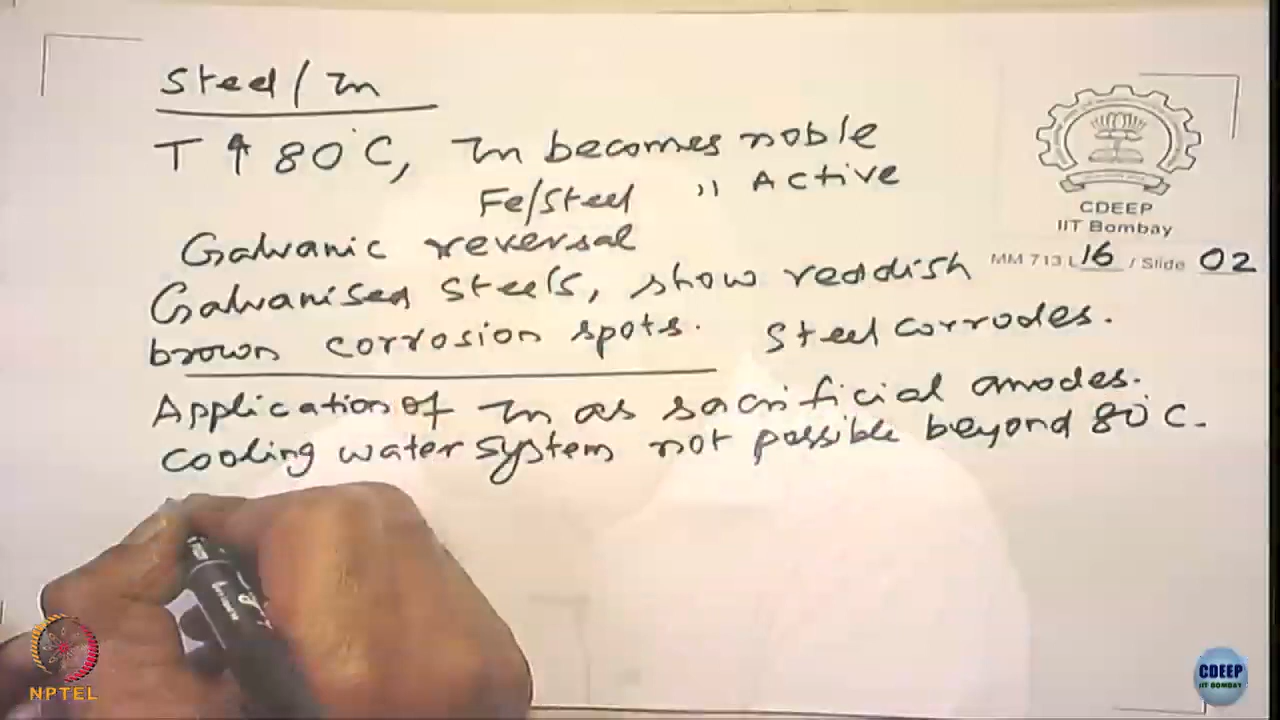 Steel / Zn
T ↑ 80°C, Zn becomes noble
Fe/Steel " Active
Galvanic reversal
Galvanised steels, show reddish
brown corrosion spots. Steel corrodes.
Application of Zn as sacrificial anodes.
cooling water system not possible beyond 80°C.
CDEEP
IIT Bombay
MM 713 L 16 / Slide 02
NPTEL
CDEEP
IIT BOMBAY